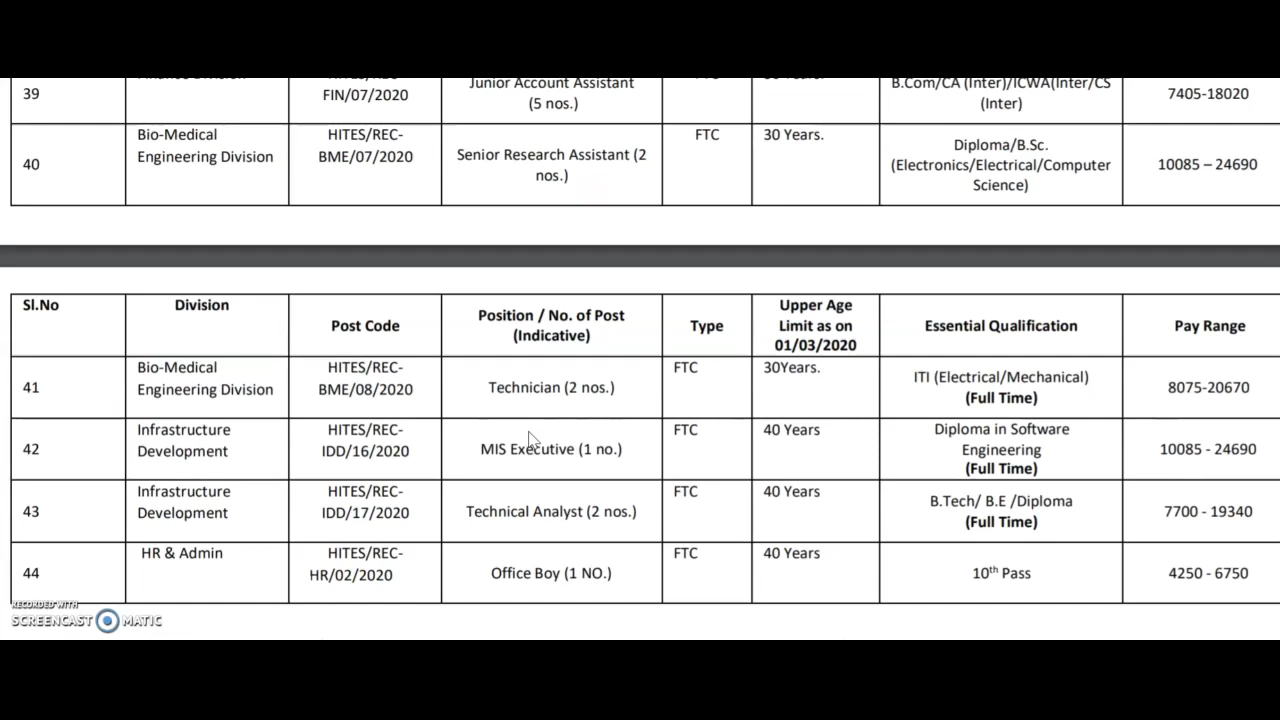 39
FIN/07/2020
Junior Account Assistant
(5 nos.)
B.Com/CA (Inter)/ICWA(Inter/CS
(Inter)
7405-18020
40
Bio-Medical
Engineering Division
HITES/REC-
BME/07/2020
Senior Research Assistant (2
nos.)
FTC
30 Years.
Diploma/B.Sc.
(Electronics/Electrical/Computer
Science)
10085 – 24690
Sl.No
Division
Post Code
Position / No. of Post
(Indicative)
Type
Upper Age
Limit as on
01/03/2020
Essential Qualification
Pay Range
41
Bio-Medical
Engineering Division
HITES/REC-
BME/08/2020
Technician (2 nos.)
FTC
30Years.
ITI (Electrical/Mechanical)
(Full Time)
8075-20670
42
Infrastructure
Development
HITES/REC-
IDD/16/2020
MIS Executive (1 no.)
FTC
40 Years
Diploma in Software
Engineering
(Full Time)
10085 - 24690
43
Infrastructure
Development
HITES/REC-
IDD/17/2020
Technical Analyst (2 nos.)
FTC
40 Years
B.Tech/ B.E /Diploma
(Full Time)
7700 - 19340
44
HR & Admin
HITES/REC-
HR/02/2020
Office Boy (1 NO.)
FTC
40 Years
10th Pass
4250 - 6750
RECORDED WITH
SCREENCAST MATIC